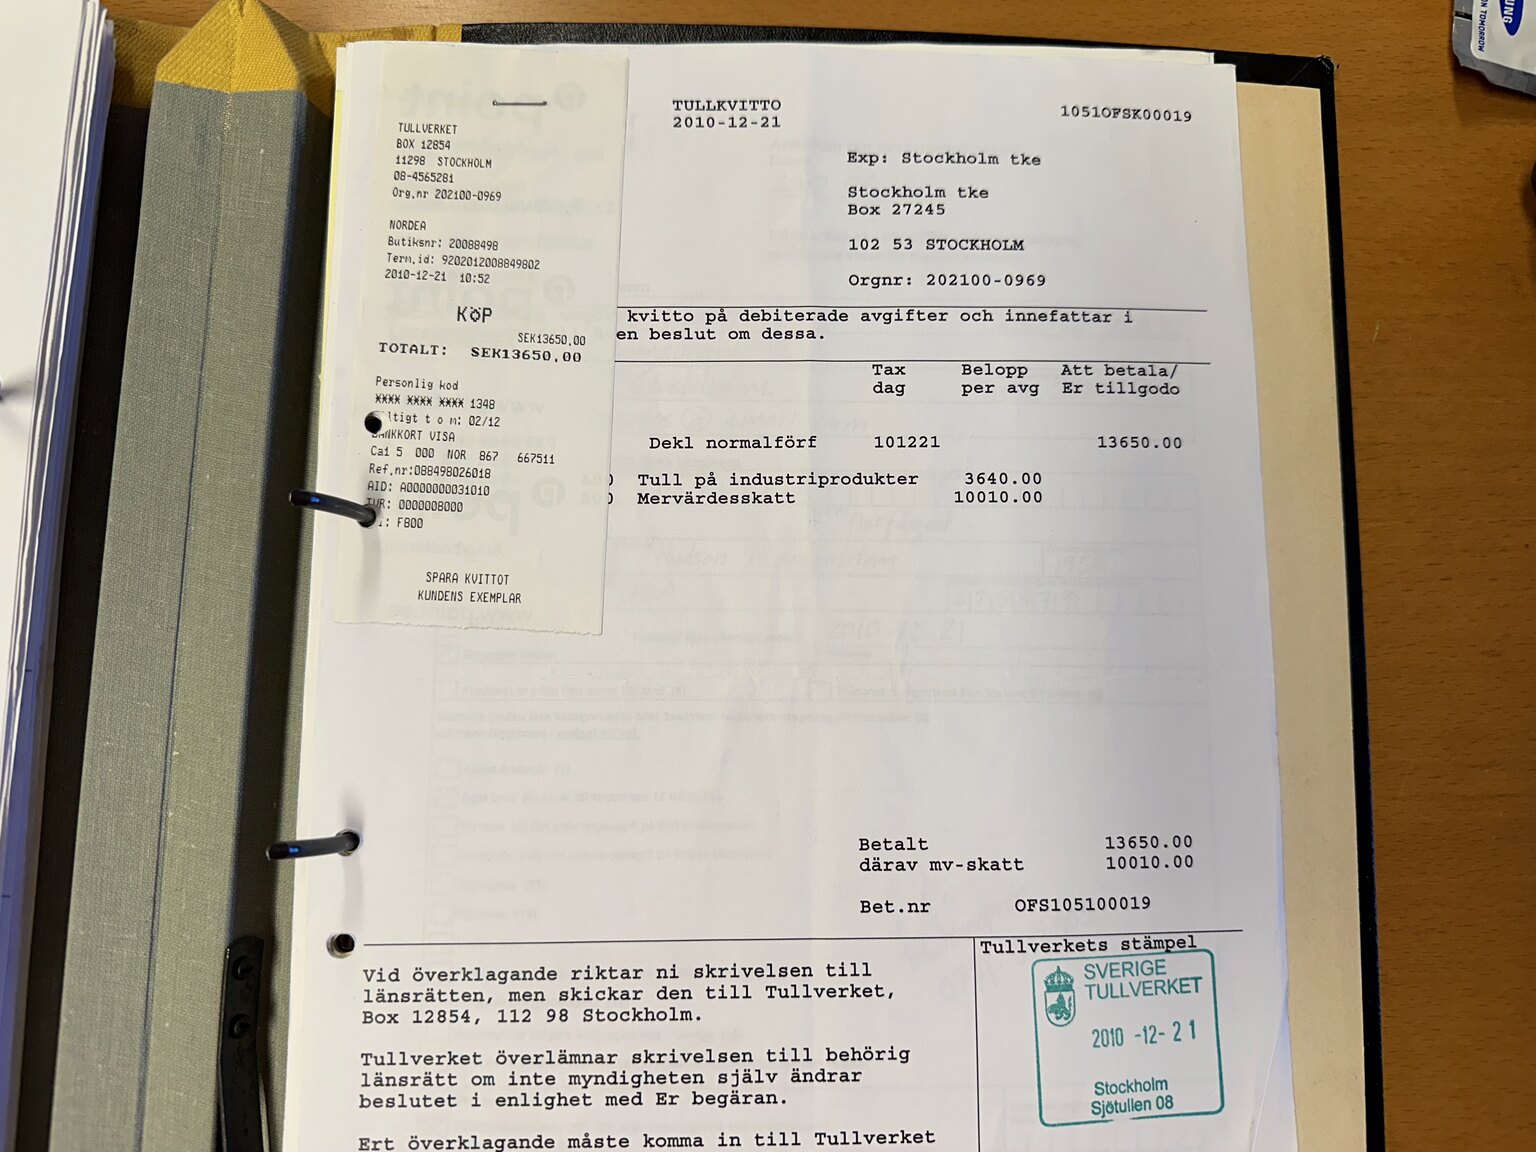 TULLVERKET
BOX 12854
11298 STOCKHOLM
08-4565281
Org.nr 202100-0969
NORDEA
Butiksnr: 20088498
Term.id: 9202012008849802
2010-12-21 10:52
KöP
SEK13650.00
TOTALT: SEK13650.00
Personlig kod
XXXX XXXX XXXX 1348
ltigt t o m: 02/12
BANKKORT VISA
Ca1 5 000 NOR 867 667511
Ref.nr:088498026018
AID: A0000000031010
TVR: 0000008000
: F800
SPARA KVITTOT
KUNDENS EXEMPLAR
TULLKVITTO
2010-12-21
1051OFSK00019
Exp: Stockholm tke
Stockholm tke
Box 27245
102 53 STOCKHOLM
Orgnr: 202100-0969
kvitto på debiterade avgifter och innefattar i
en beslut om dessa.
Tax Belopp Att betala/
dag per avg Er tillgodo
Dekl normalförf 101221 13650.00
Tull på industriprodukter 3640.00
Mervärdesskatt 10010.00
Betalt 13650.00
därav mv-skatt 10010.00
Bet.nr OFS105100019
Vid överklagande riktar ni skrivelsen till
länsrätten, men skickar den till Tullverket,
Box 12854, 112 98 Stockholm.
Tullverket överlämnar skrivelsen till behörig
länsrätt om inte myndigheten själv ändrar
beslutet i enlighet med Er begäran.
Ert överklagande måste komma in till Tullverket
Tullverkets stämpel
SVERIGE
TULLVERKET
2010 -12- 21
Stockholm
Sjötullen 08